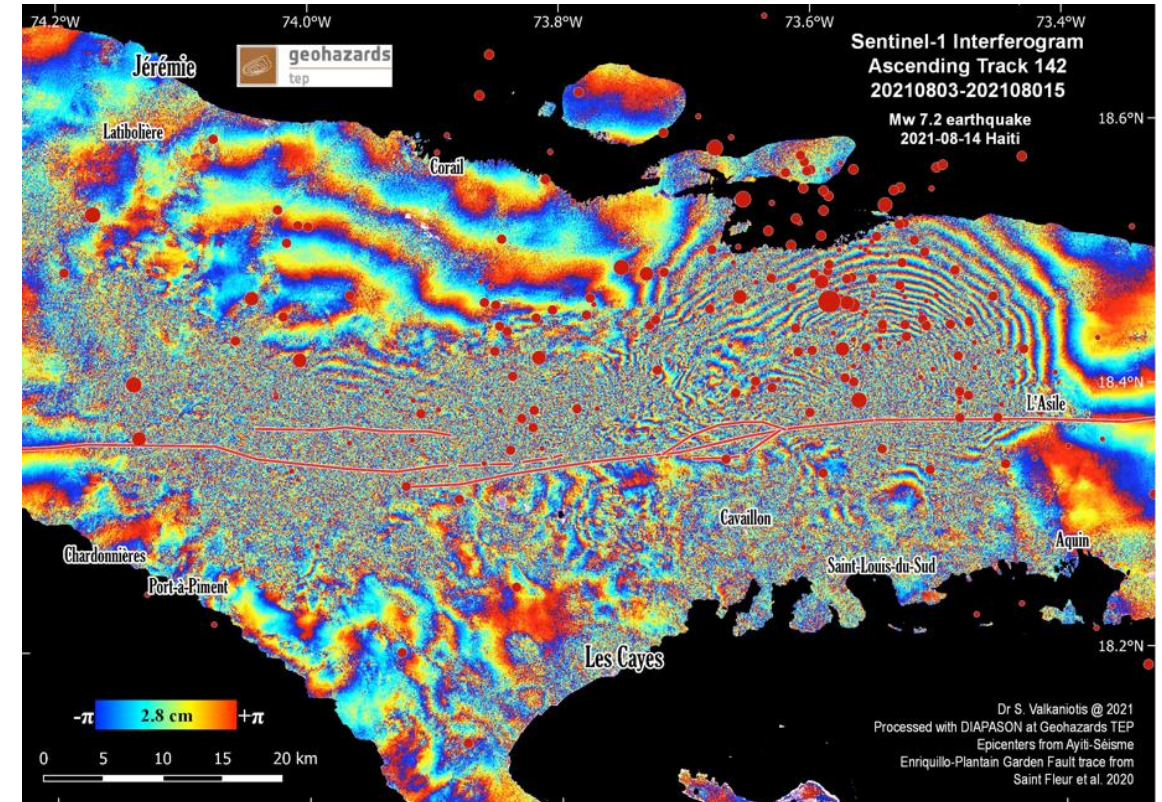 74.2°W
74.0°W
73.8°W
73.6°W
73.4°W
Jérémie
geohazards
tep
Sentinel-1 Interferogram
Ascending Track 142
20210803-202108015
Mw 7.2 earthquake
2021-08-14 Haiti
18.6°N
Latibolière
Corail
18.4°N
L'Asile
Cavaillon
Aquin
Chardonnières
Port-à-Piment
Saint-Louis-du-Sud
18.2°N
Les Cayes
-π 2.8 cm +π
0 5 10 15 20 km
Dr S. Valkaniotis @ 2021
Processed with DIAPASON at Geohazards TEP
Epicenters from Ayiti-Séisme
Enriquillo-Plantain Garden Fault trace from
Saint Fleur et al. 2020